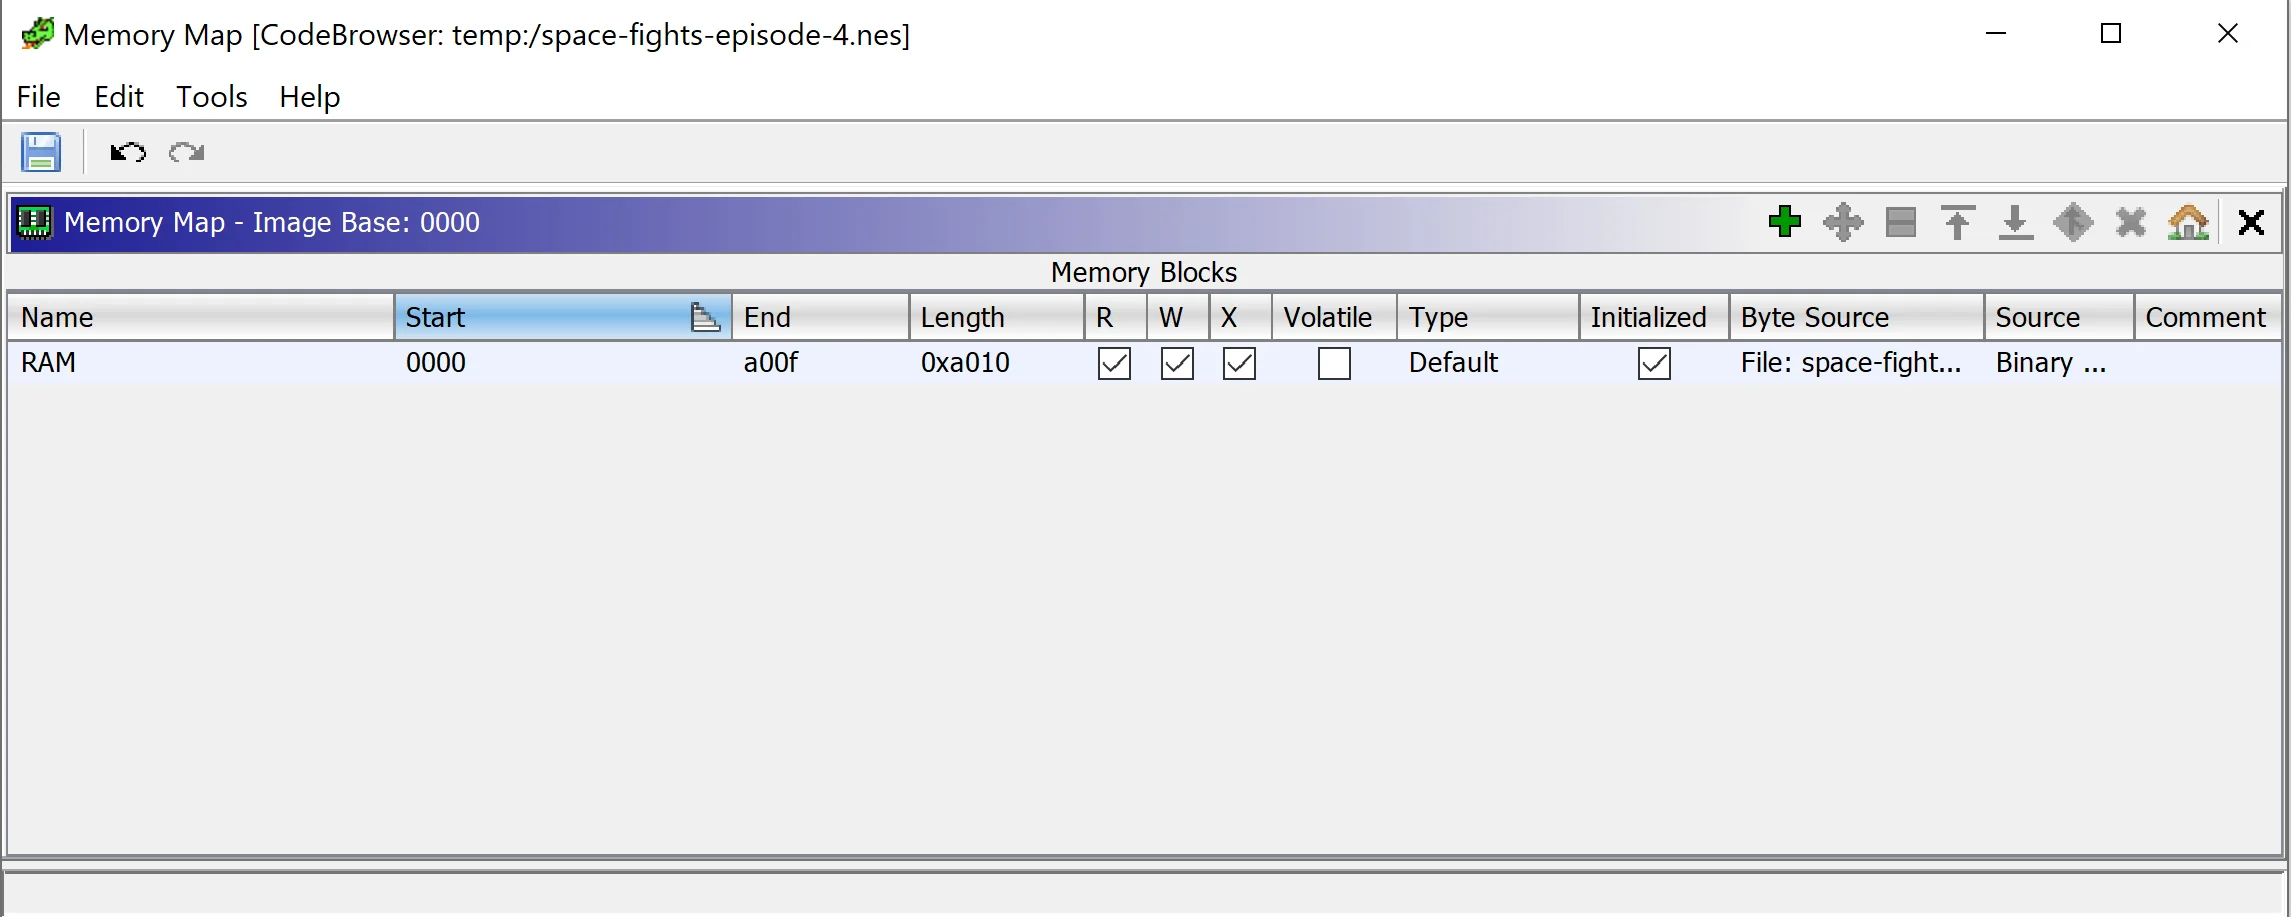 Memory Map [CodeBrowser: temp:/space-fights-episode-4.nes]
File Edit Tools Help
Memory Map - Image Base: 0000
Memory Blocks
Name Start End Length R W X Volatile Type Initialized Byte Source Source Comment
RAM 0000 a00f 0xa010 Default File: space-fight... Binary ...